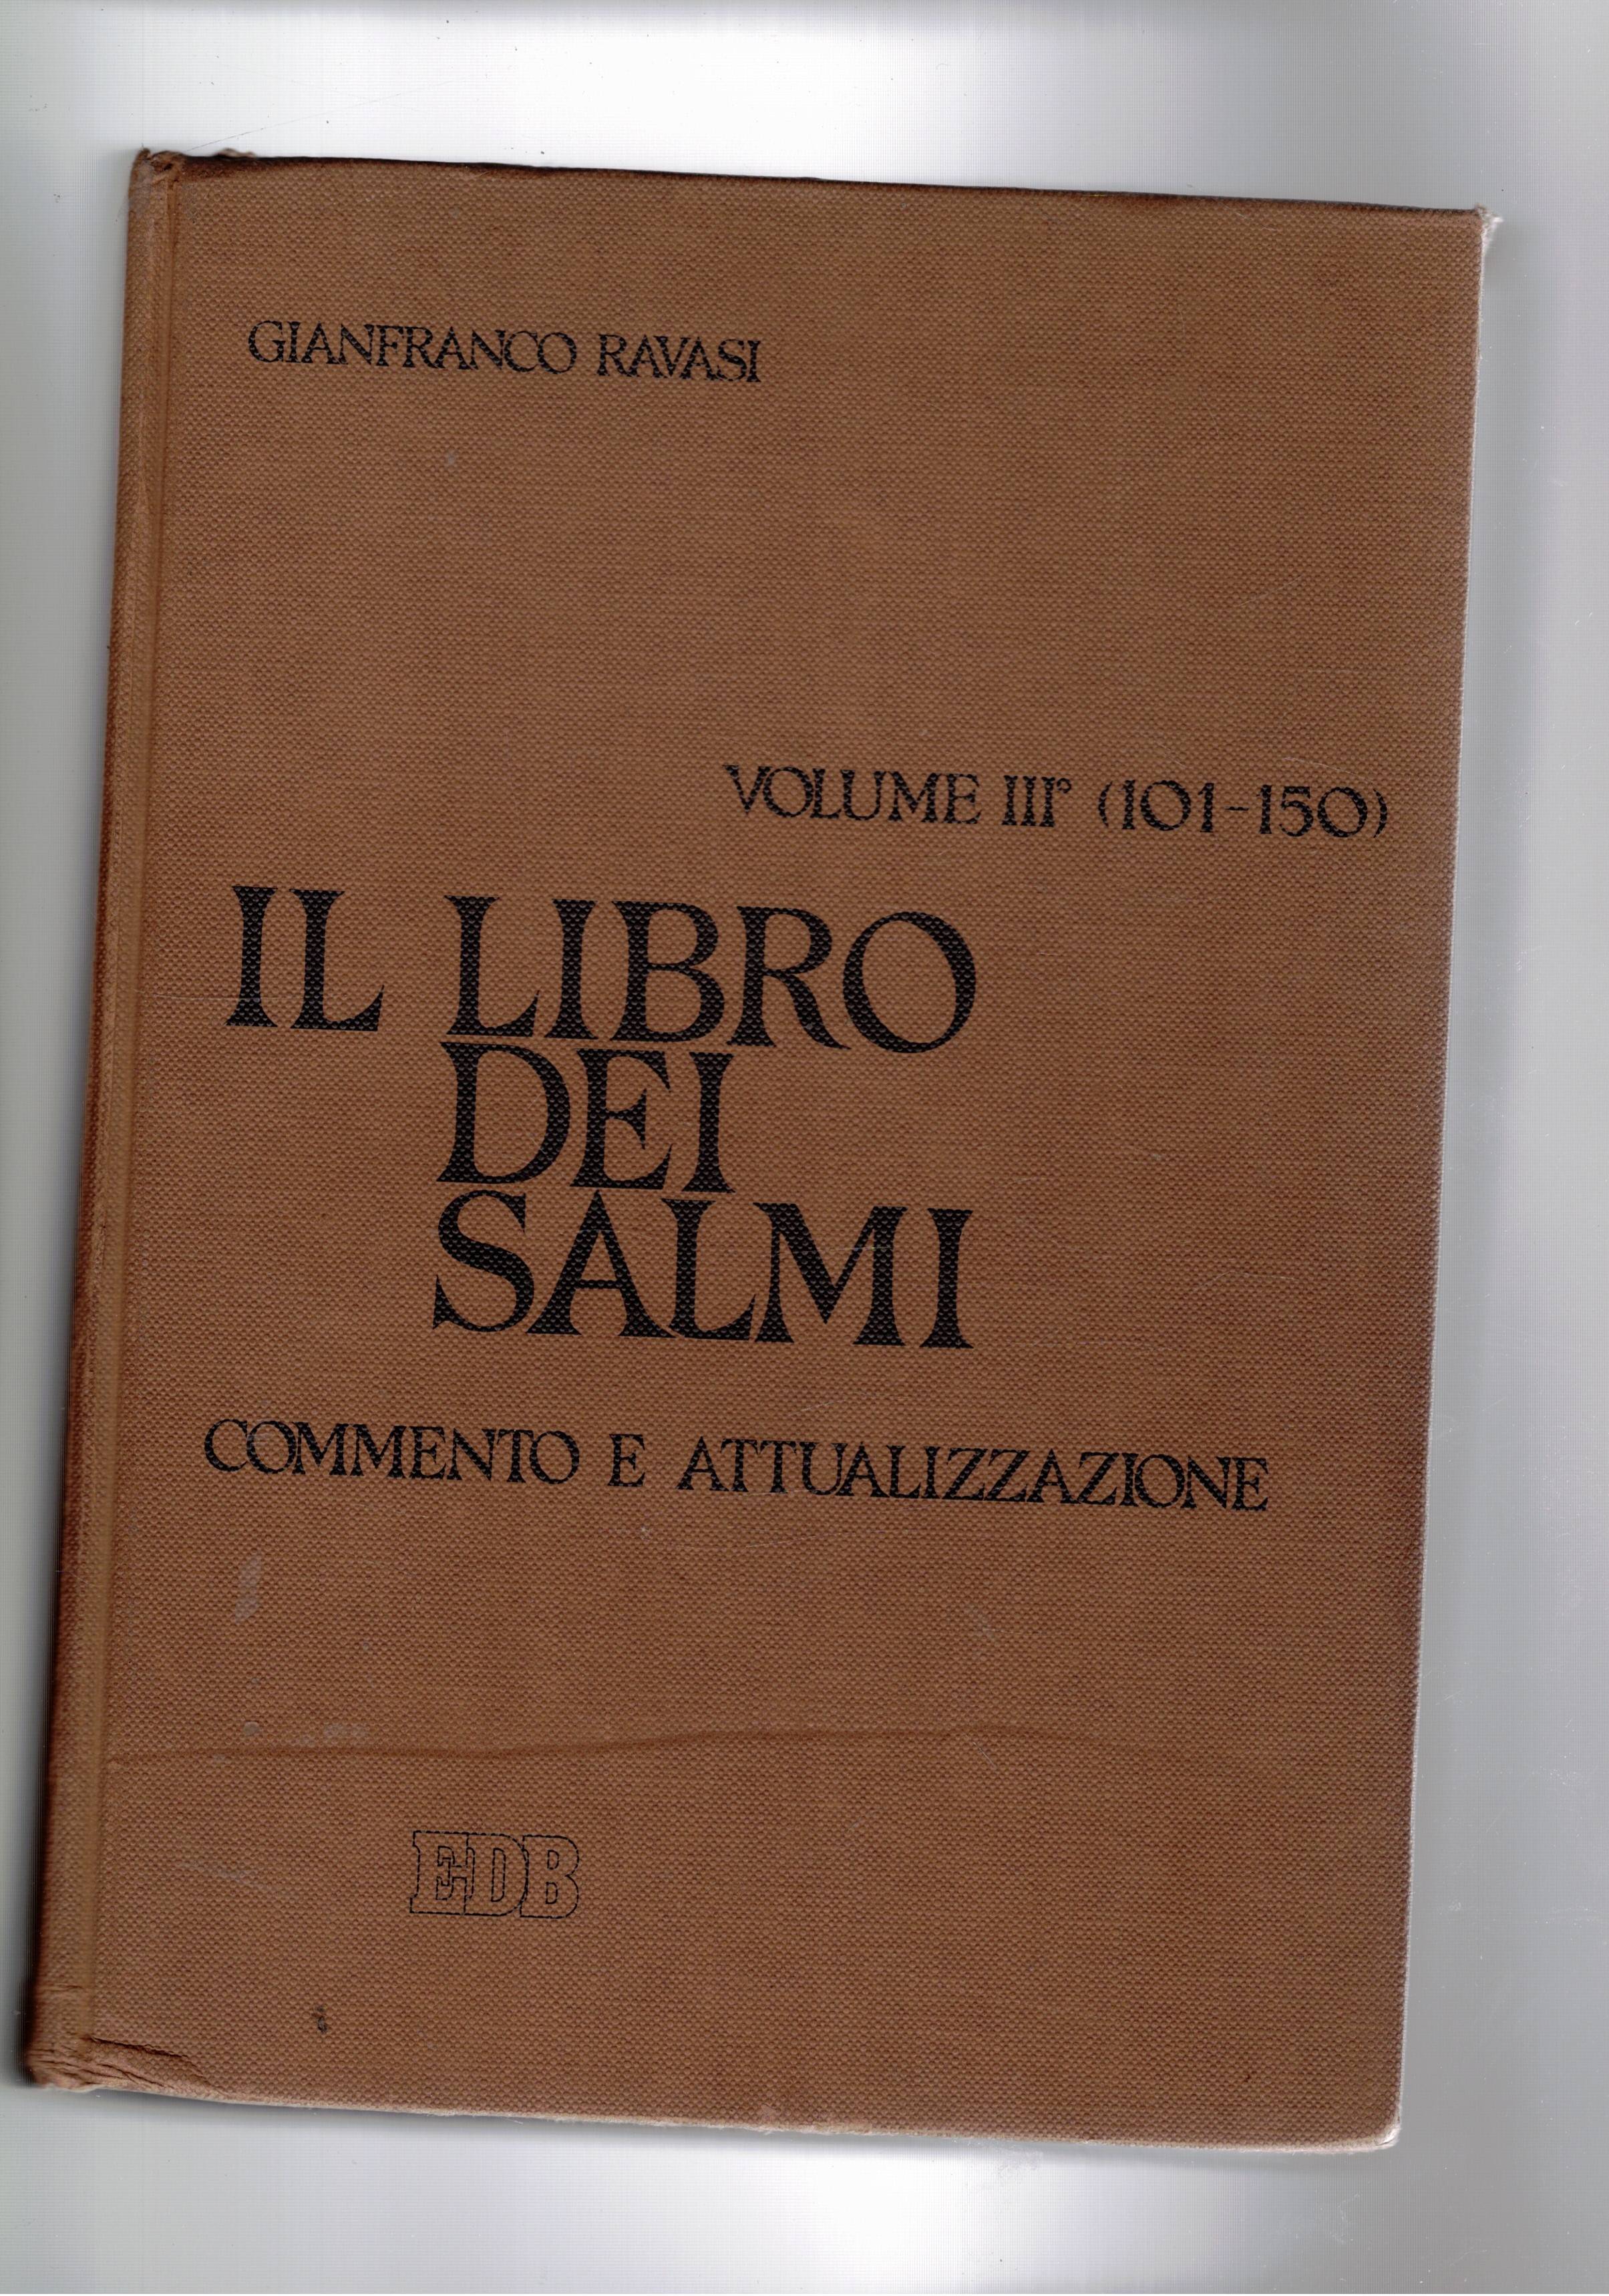 GIANFRANCO RAVASI
VOLUME III° (101-150)
IL LIBRO
DEI
SALMI
COMMENTO E ATTUALIZZAZIONE
EDB